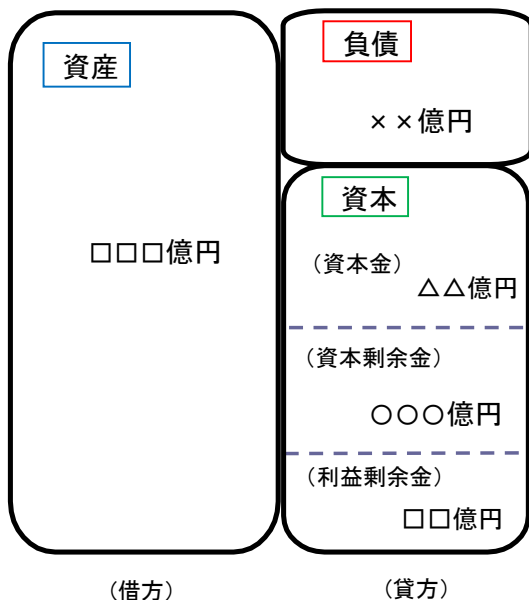 資産
□□□億円
負債
××億円
資本
(資本金)
△△億円
(資本剰余金)
○○○億円
(利益剰余金)
□□億円
(借方)
(貸方)